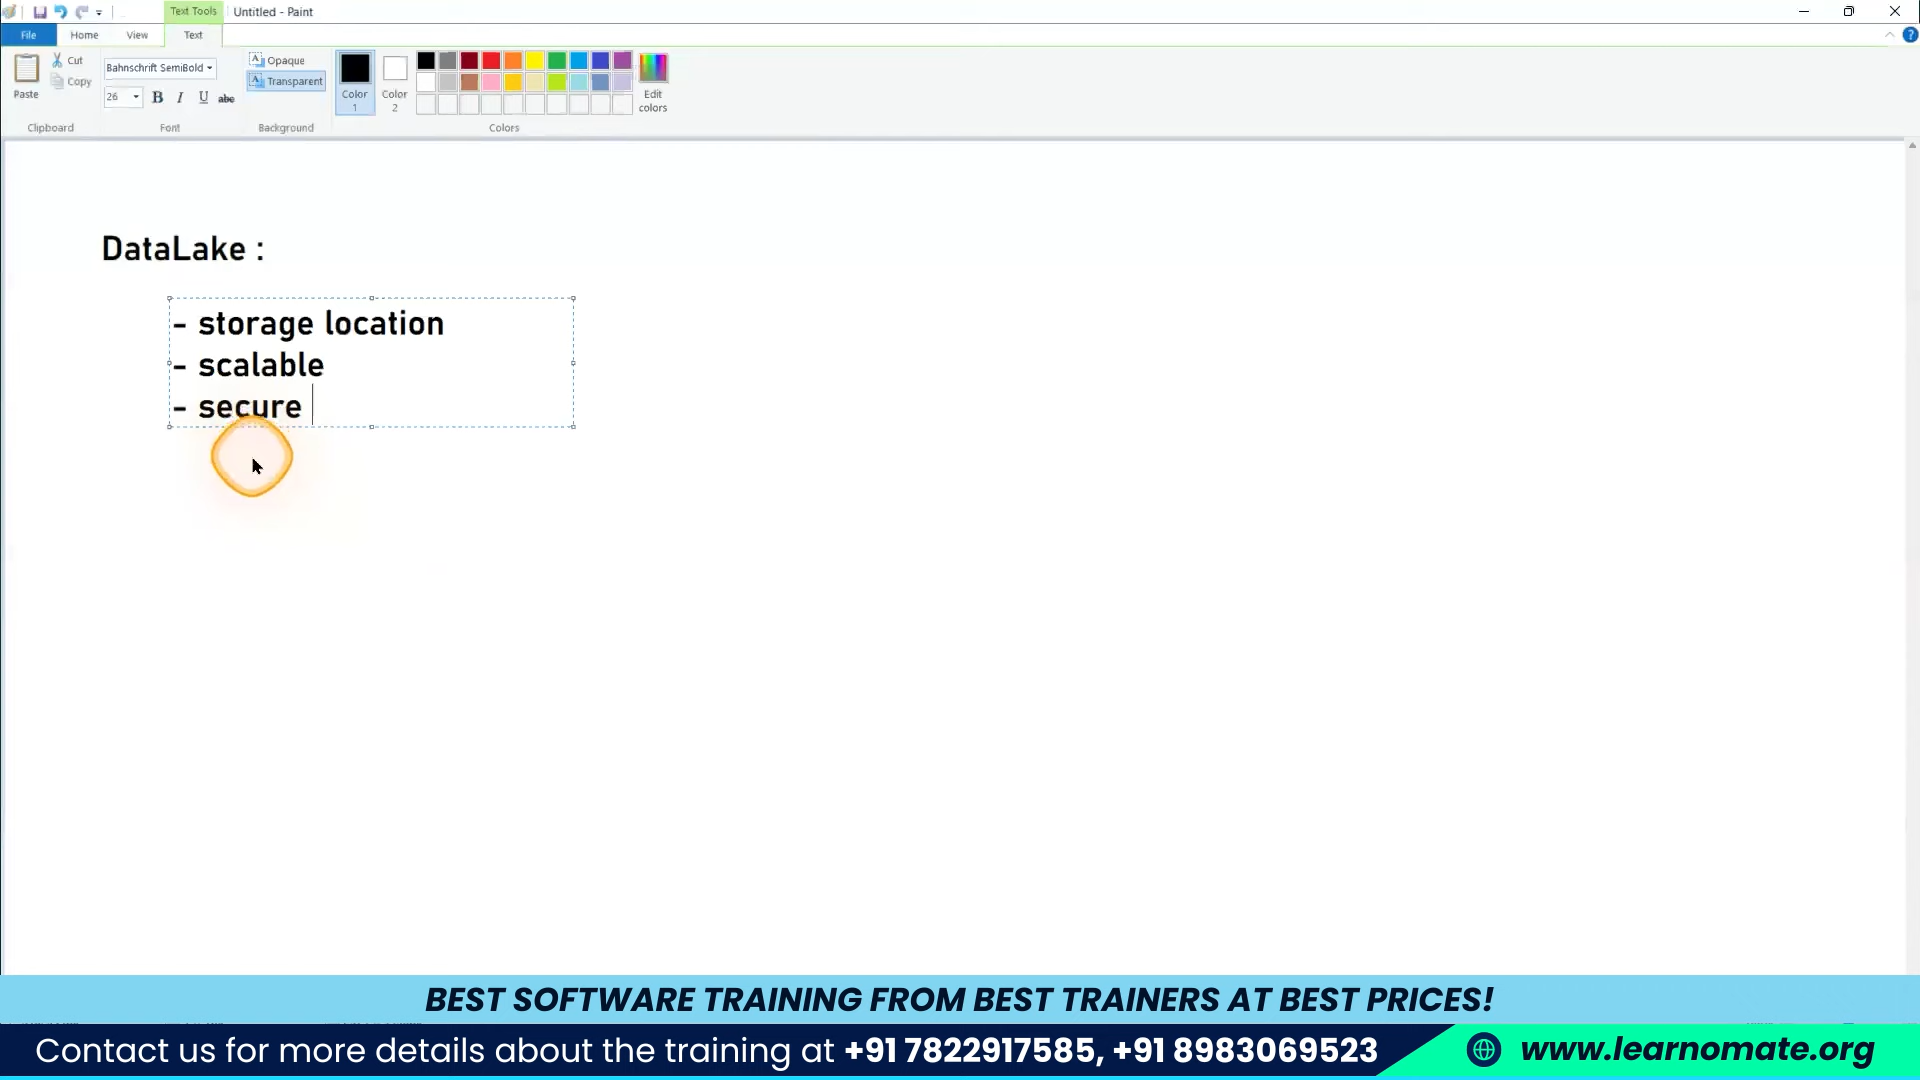 Text Tools
Untitled - Paint
File
Home
View
Text
Paste
Cut
Copy
Clipboard
Bahnschrift SemiBold
26
B
I
U
abc
Font
Opaque
Transparent
Background
Color
1
Color
2
Edit
colors
Colors
DataLake :
- storage location
- scalable
- secure
BEST SOFTWARE TRAINING FROM BEST TRAINERS AT BEST PRICES!
Contact us for more details about the training at +91 7822917585, +91 8983069523
www.learnomate.org